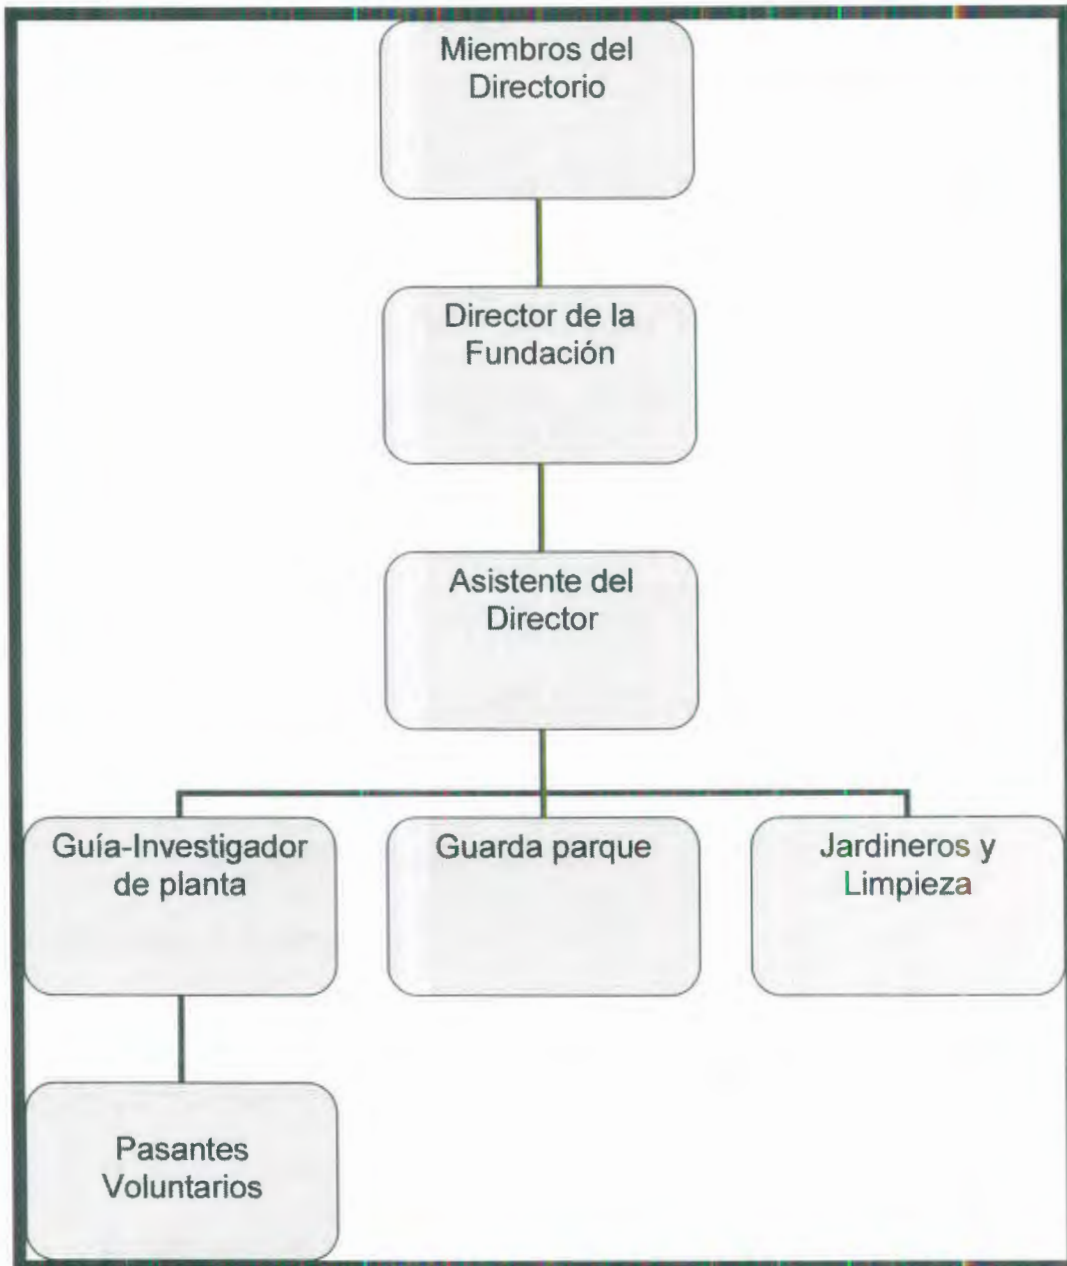 Miembros del
Directorio
Director de la
Fundación
Asistente del
Director
Guía-Investigador
de planta
Guarda parque
Jardineros y
Limpieza
Pasantes
Voluntarios